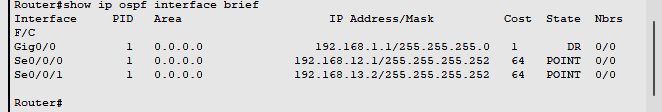 Router#show ip ospf interface brief
Interface    PID   Area                IP Address/Mask                  Cost  State  Nbrs
F/C
Gig0/0       1     0.0.0.0             192.168.1.1/255.255.255.0        1     DR     0/0
Se0/0/0      1     0.0.0.0             192.168.12.1/255.255.255.252     64    POINT  0/0
Se0/0/1      1     0.0.0.0             192.168.13.2/255.255.255.252     64    POINT  0/0
Router#